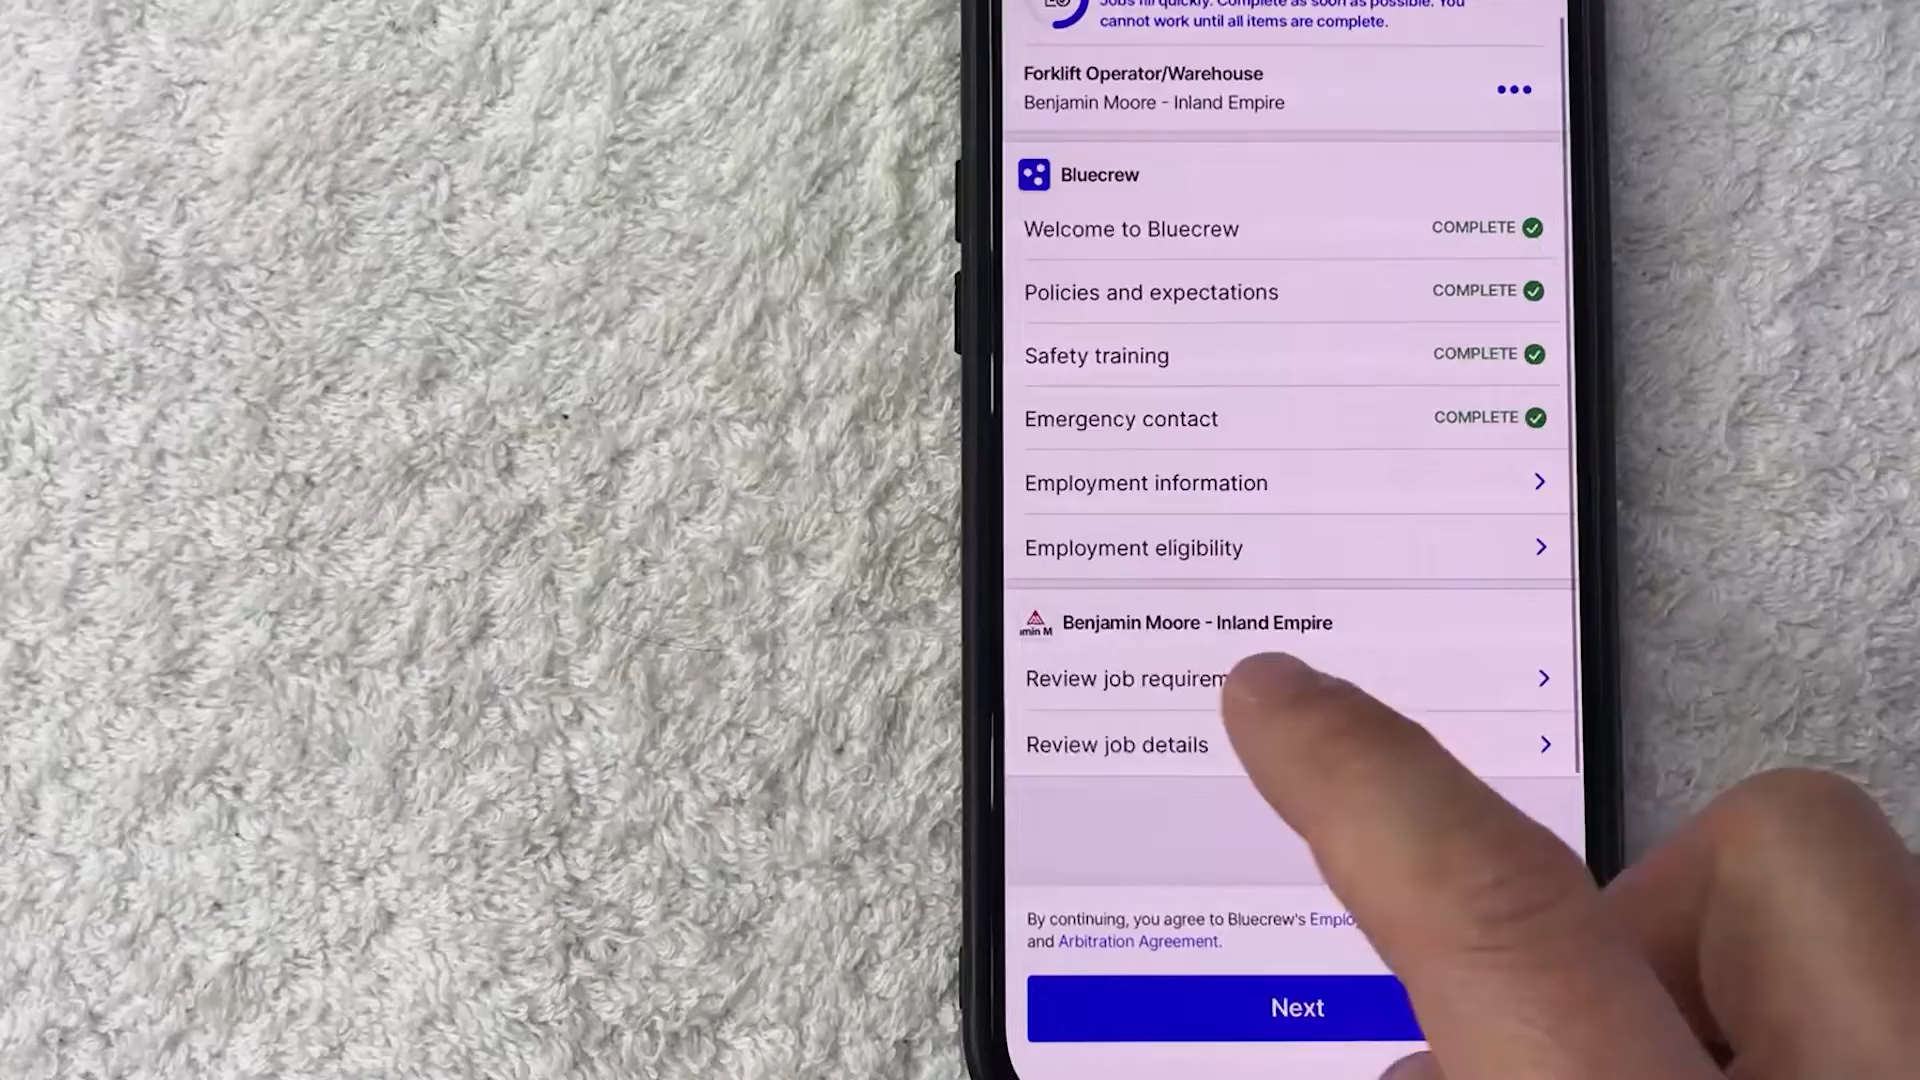 Jobs fill quickly. Complete as soon as possible. You
cannot work until all items are complete.
Forklift Operator/Warehouse
Benjamin Moore - Inland Empire
Bluecrew
Welcome to Bluecrew COMPLETE
Policies and expectations COMPLETE
Safety training COMPLETE
Emergency contact COMPLETE
Employment information
Employment eligibility
min M Benjamin Moore - Inland Empire
Review job requirem
Review job details
By continuing, you agree to Bluecrew's Emplo
and Arbitration Agreement.
Next